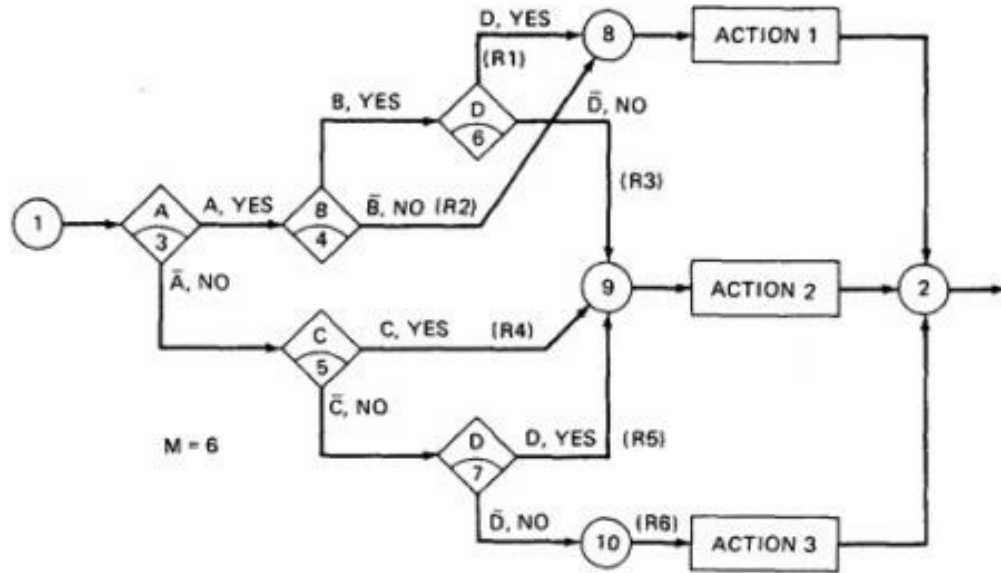 D, YES
8
ACTION 1
(R1)
B, YES
D
6
D̄, NO
(R3)
1
A
3
A, YES
B
4
B̄, NO (R2)
Ā, NO
9
ACTION 2
2
C
5
C, YES
(R4)
C̄, NO
M = 6
D
7
D, YES
(R5)
D̄, NO
10
(R6)
ACTION 3